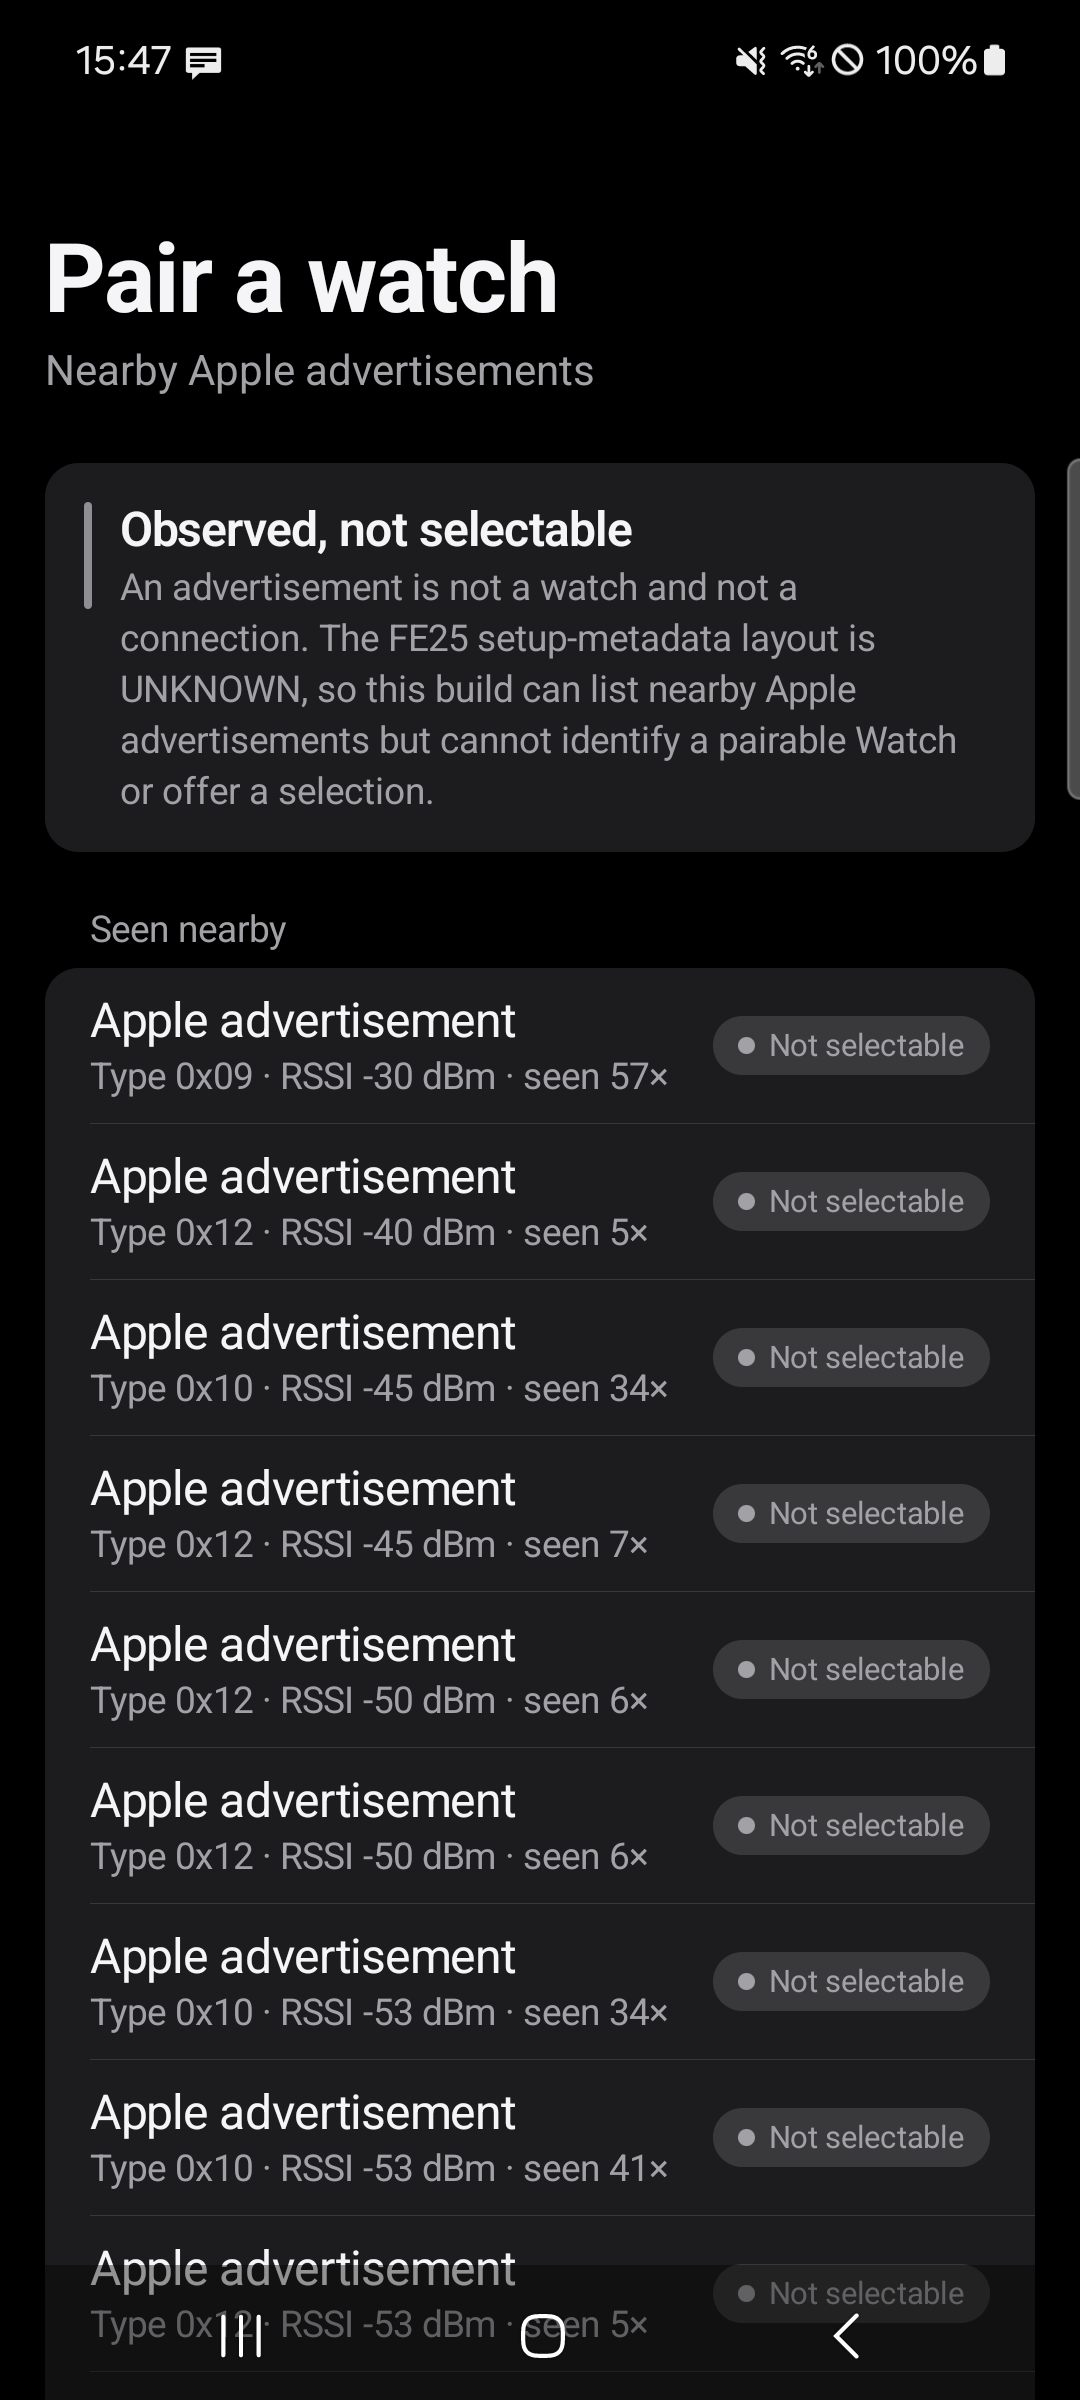 15:47
6 100%
Pair a watch
Nearby Apple advertisements
Observed, not selectable
An advertisement is not a watch and not a
connection. The FE25 setup-metadata layout is
UNKNOWN, so this build can list nearby Apple
advertisements but cannot identify a pairable Watch
or offer a selection.
Seen nearby
Apple advertisement
Type 0x09 · RSSI -30 dBm · seen 57×
Not selectable
Apple advertisement
Type 0x12 · RSSI -40 dBm · seen 5×
Not selectable
Apple advertisement
Type 0x10 · RSSI -45 dBm · seen 34×
Not selectable
Apple advertisement
Type 0x12 · RSSI -45 dBm · seen 7×
Not selectable
Apple advertisement
Type 0x12 · RSSI -50 dBm · seen 6×
Not selectable
Apple advertisement
Type 0x12 · RSSI -50 dBm · seen 6×
Not selectable
Apple advertisement
Type 0x10 · RSSI -53 dBm · seen 34×
Not selectable
Apple advertisement
Type 0x10 · RSSI -53 dBm · seen 41×
Not selectable
Apple advertisement
Type 0x12 · RSSI -53 dBm · seen 5×
Not selectable